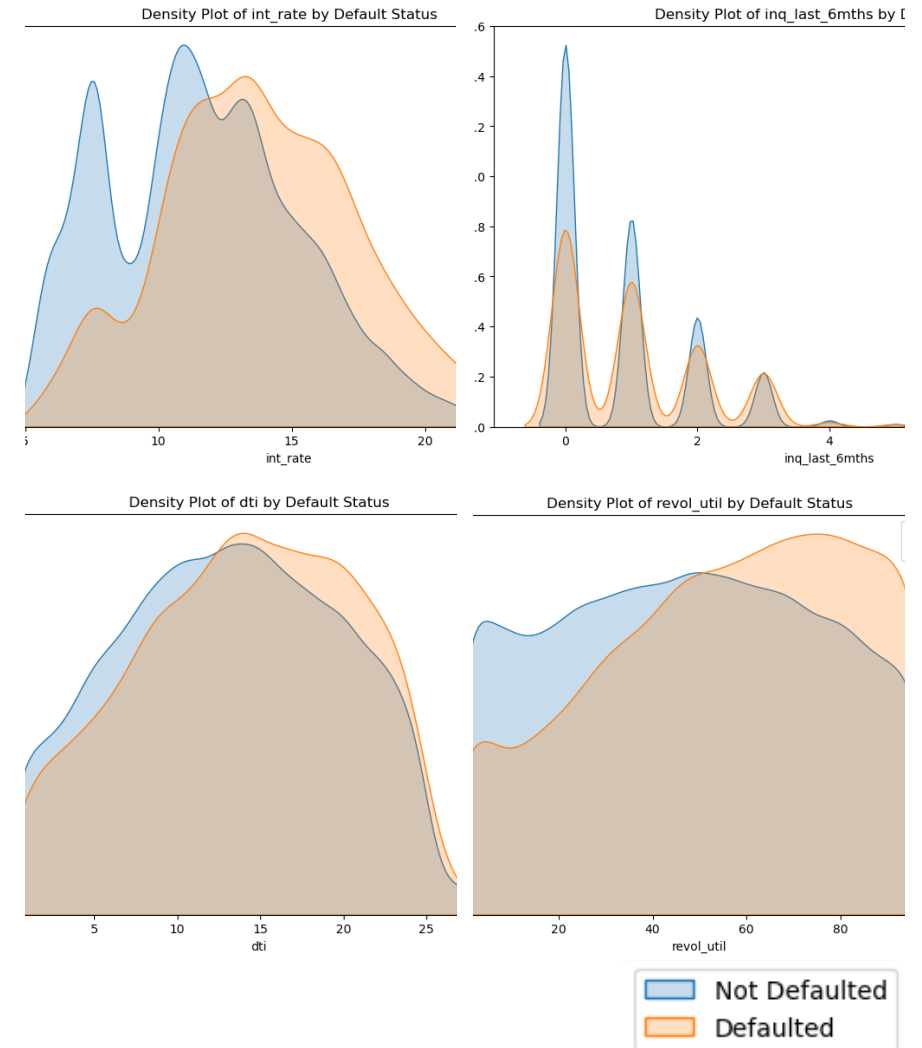 Density Plot of int_rate by Default Status
5 10 15 20
int_rate
Density Plot of inq_last_6mths by D
.6
.4
.2
.0
.8
.6
.4
.2
.0
0 2 4
inq_last_6mths
Density Plot of dti by Default Status
5 10 15 20 25
dti
Density Plot of revol_util by Default Status
20 40 60 80
revol_util
Not Defaulted
Defaulted